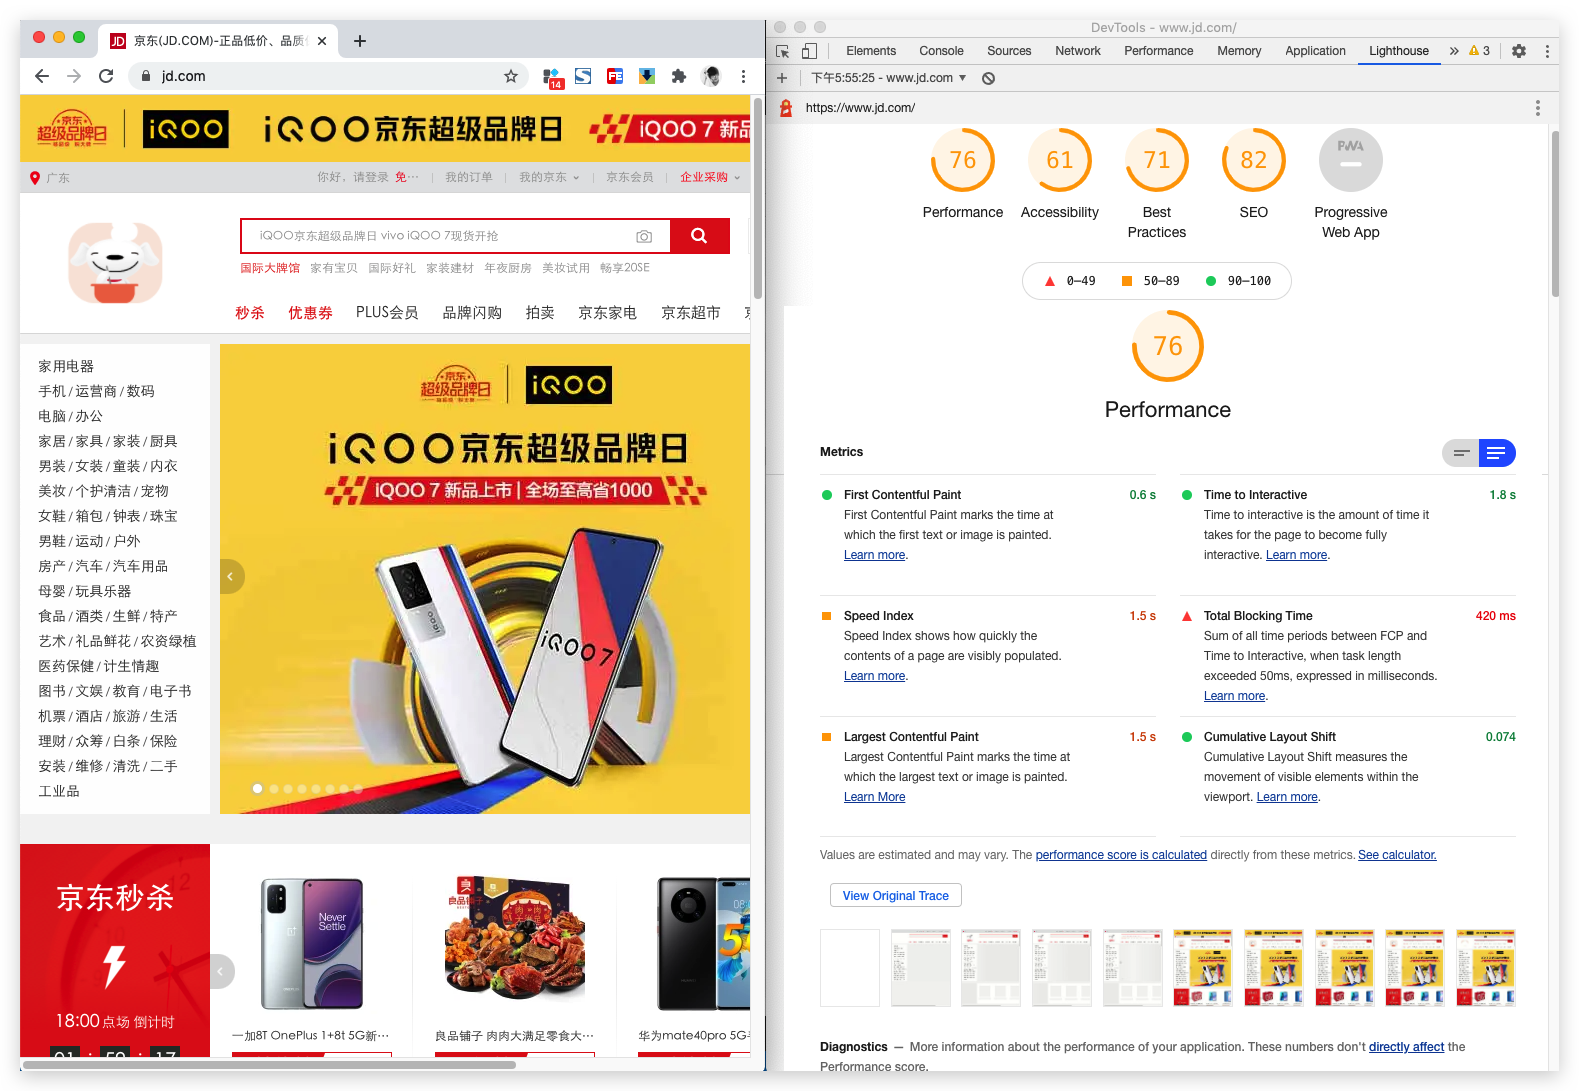 JD 京东(JD.COM)-正品低价、品质
jd.com
14
FE
京东
超级品牌日
iQOO
iQOO京东超级品牌日
iQOO 7 新品
广东
你好，请登录 免···
我的订单
我的京东
京东会员
企业采购
iQOO京东超级品牌日 vivo iQOO 7现货开抢
国际大牌馆 家有宝贝 国际好礼 家装建材 年夜厨房 美妆试用 畅享20SE
秒杀 优惠券 PLUS会员 品牌闪购 拍卖 京东家电 京东超市
家用电器
手机 / 运营商 / 数码
电脑 / 办公
家居 / 家具 / 家装 / 厨具
男装 / 女装 / 童装 / 内衣
美妆 / 个护清洁 / 宠物
女鞋 / 箱包 / 钟表 / 珠宝
男鞋 / 运动 / 户外
房产 / 汽车 / 汽车用品
母婴 / 玩具乐器
食品 / 酒类 / 生鲜 / 特产
艺术 / 礼品鲜花 / 农资绿植
医药保健 / 计生情趣
图书 / 文娱 / 教育 / 电子书
机票 / 酒店 / 旅游 / 生活
理财 / 众筹 / 白条 / 保险
安装 / 维修 / 清洗 / 二手
工业品
京东
超级品牌日
iQOO
iQOO京东超级品牌日
iQOO 7 新品上市 | 全场至高省1000
iQOO
iQOO7
京东秒杀
18:00 点场 倒计时
01 : 59 : 17
Never
Settle
一加8T OnePlus 1+8t 5G新···
良品铺子
良品铺子 肉肉大满足零食大···
华为mate40pro 5G
DevTools - www.jd.com/
Elements Console Sources Network Performance Memory Application Lighthouse » 3
下午5:55:25 - www.jd.com
https://www.jd.com/
76
Performance
61
Accessibility
71
Best
Practices
82
SEO
PWA
Progressive
Web App
0–49 50–89 90–100
76
Performance
Metrics
First Contentful Paint 0.6 s
First Contentful Paint marks the time at
which the first text or image is painted.
Learn more.
Time to Interactive 1.8 s
Time to interactive is the amount of time it
takes for the page to become fully
interactive. Learn more.
Speed Index 1.5 s
Speed Index shows how quickly the
contents of a page are visibly populated.
Learn more.
Total Blocking Time 420 ms
Sum of all time periods between FCP and
Time to Interactive, when task length
exceeded 50ms, expressed in milliseconds.
Learn more.
Largest Contentful Paint 1.5 s
Largest Contentful Paint marks the time at
which the largest text or image is painted.
Learn More
Cumulative Layout Shift 0.074
Cumulative Layout Shift measures the
movement of visible elements within the
viewport. Learn more.
Values are estimated and may vary. The performance score is calculated directly from these metrics. See calculator.
View Original Trace
Diagnostics — More information about the performance of your application. These numbers don't directly affect the
Performance score.